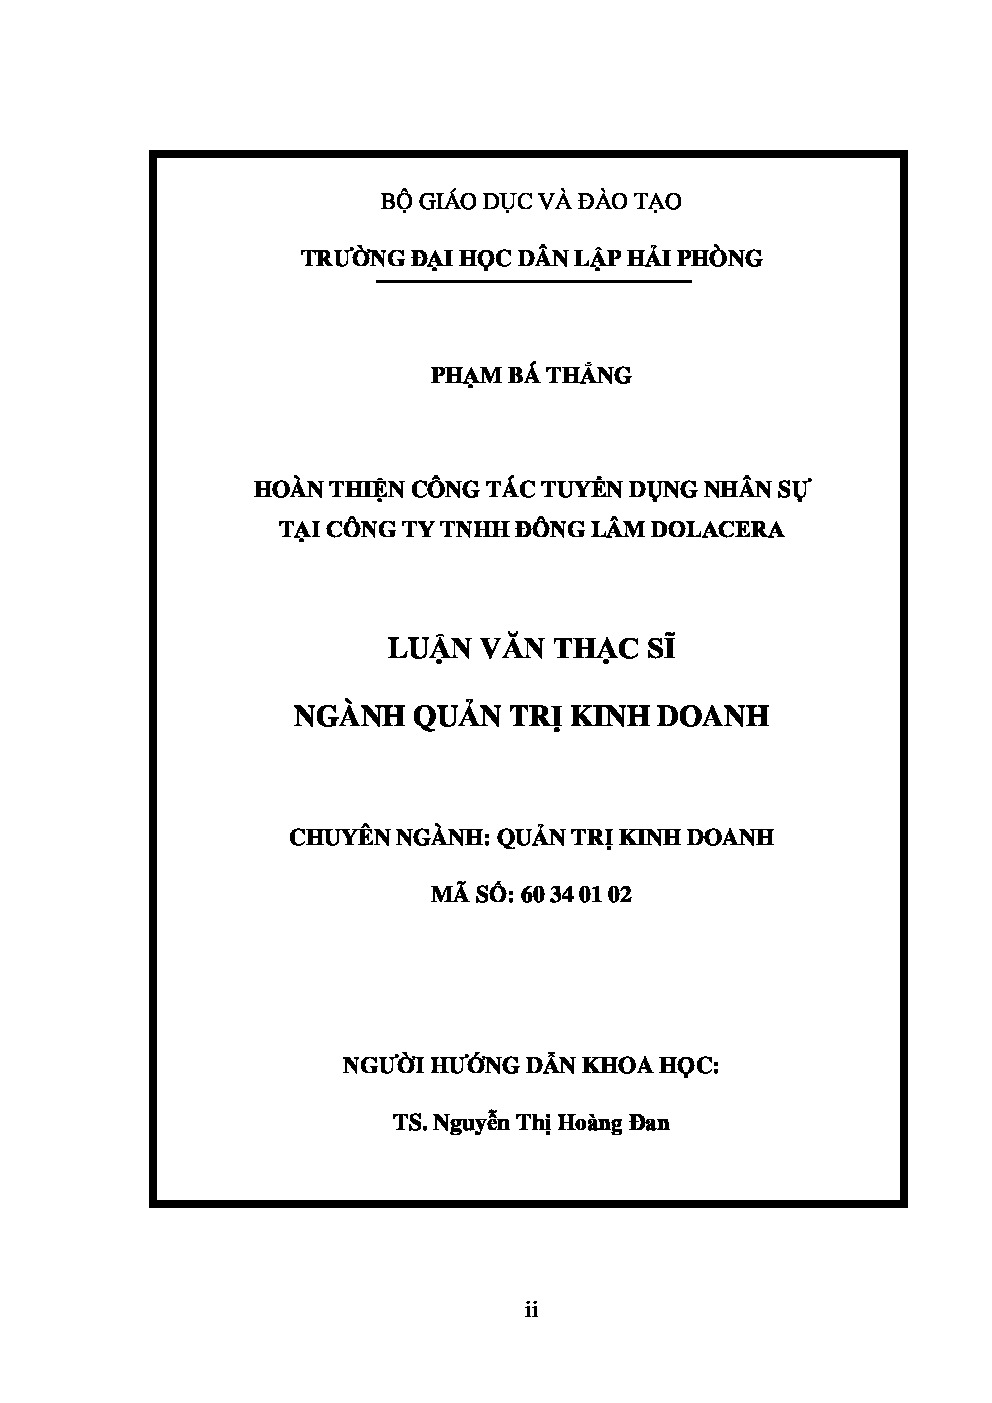 BỘ GIÁO DỤC VÀ ĐÀO TẠO
TRƯỜNG ĐẠI HỌC DÂN LẬP HẢI PHÒNG
PHẠM BÁ THẮNG
HOÀN THIỆN CÔNG TÁC TUYỂN DỤNG NHÂN SỰ
TẠI CÔNG TY TNHH ĐÔNG LÂM DOLACERA
LUẬN VĂN THẠC SĨ
NGÀNH QUẢN TRỊ KINH DOANH
CHUYÊN NGÀNH: QUẢN TRỊ KINH DOANH
MÃ SỐ: 60 34 01 02
NGƯỜI HƯỚNG DẪN KHOA HỌC:
TS. Nguyễn Thị Hoàng Đan
ii